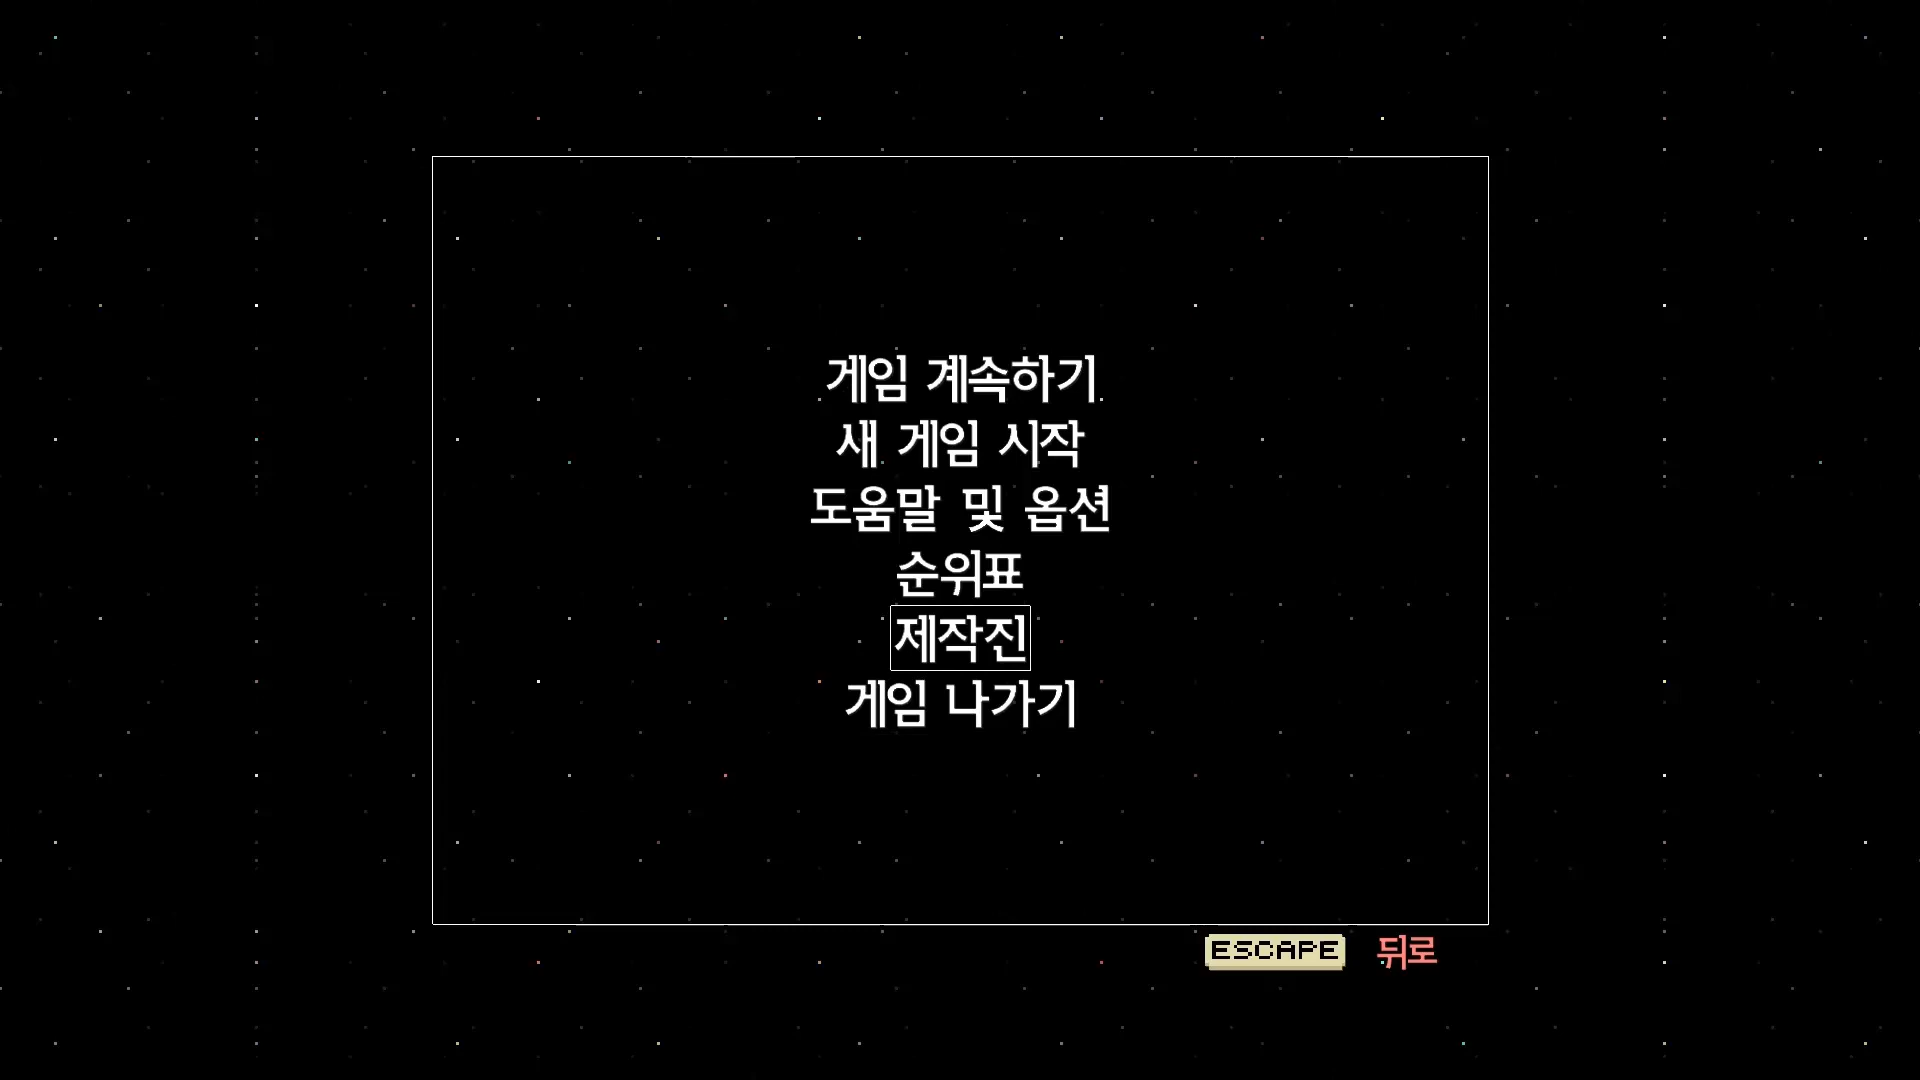 게임 계속하기
새 게임 시작
도움말 및 옵션
순위표
제작진
게임 나가기
ESCAPE 뒤로